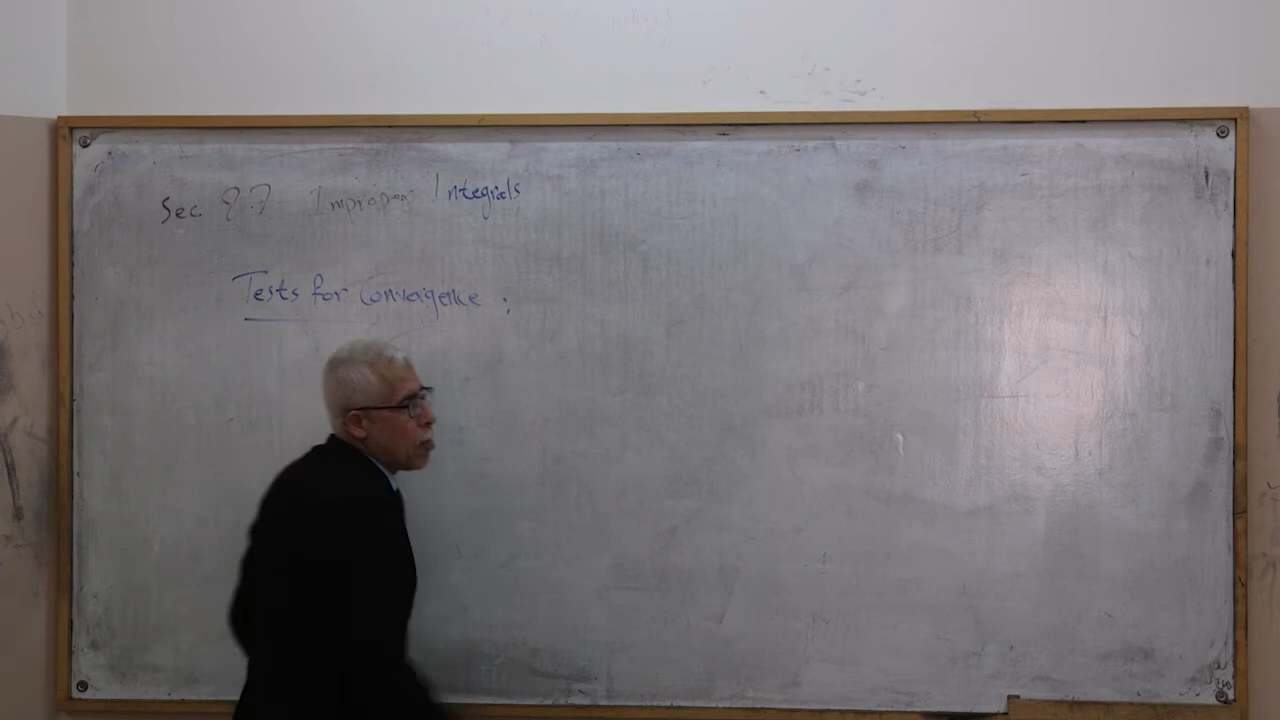 Sec. 8.7 Improper Integrals
Tests for Convergence :